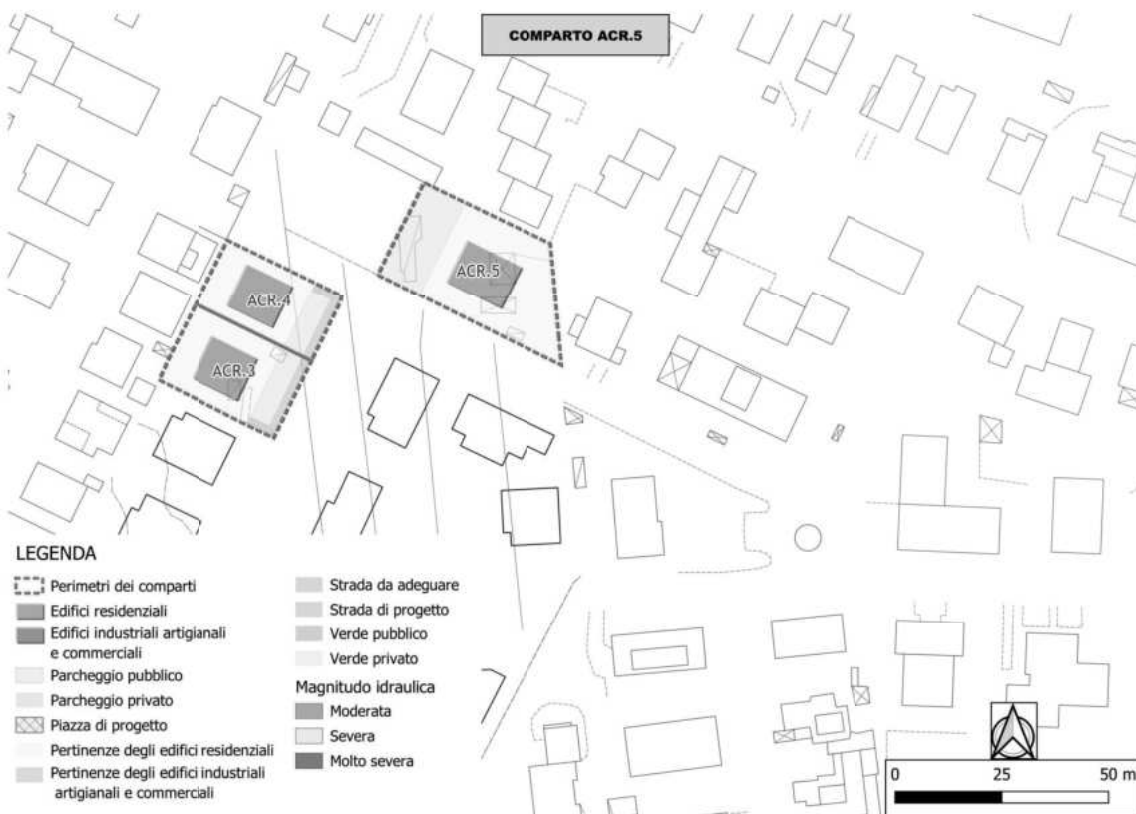 COMPARTO ACR.5
ACR.5
ACR.4
ACR.3
LEGENDA
Perimetri dei comparti
Edifici residenziali
Edifici industriali artigianali
e commerciali
Parcheggio pubblico
Parcheggio privato
Piazza di progetto
Pertinenze degli edifici residenziali
Pertinenze degli edifici industriali
artigianali e commerciali
Strada da adeguare
Strada di progetto
Verde pubblico
Verde privato
Magnitudo idraulica
Moderata
Severa
Molto severa
0 25 50 m